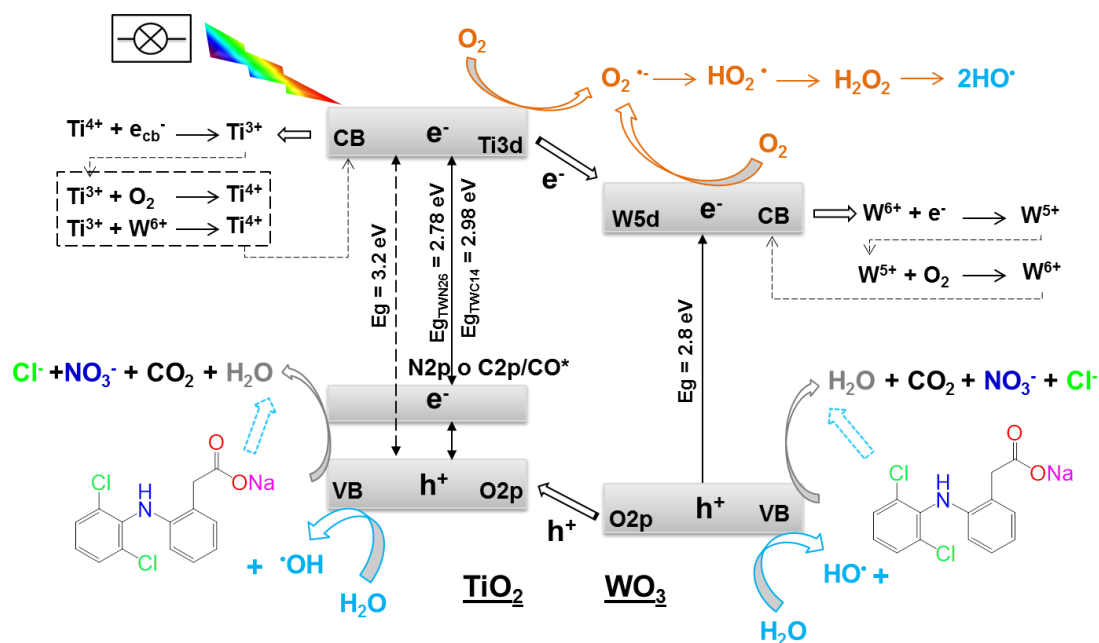 O₂
O₂ •- → HO₂ • → H₂O₂ → 2HO•
Ti⁴⁺ + e_cb⁻ → Ti³⁺
CB e⁻ Ti3d
O₂
e⁻
Ti³⁺ + O₂ → Ti⁴⁺
Ti³⁺ + W⁶⁺ → Ti⁴⁺
W5d e⁻ CB
W⁶⁺ + e⁻ → W⁵⁺
W⁵⁺ + O₂ → W⁶⁺
Eg = 3.2 eV
Eg_TWN26 = 2.78 eV
Eg_TWC14 = 2.98 eV
Eg = 2.8 eV
N2p o C2p/CO*
Cl⁻ +NO₃⁻ + CO₂ + H₂O
H₂O + CO₂ + NO₃⁻ + Cl⁻
e⁻
VB h⁺ O2p
O2p h⁺ VB
h⁺
O
ONa
Cl
H
N
Cl
O
ONa
Cl
H
N
Cl
+ •OH
HO• +
H₂O
TiO₂ WO₃
H₂O